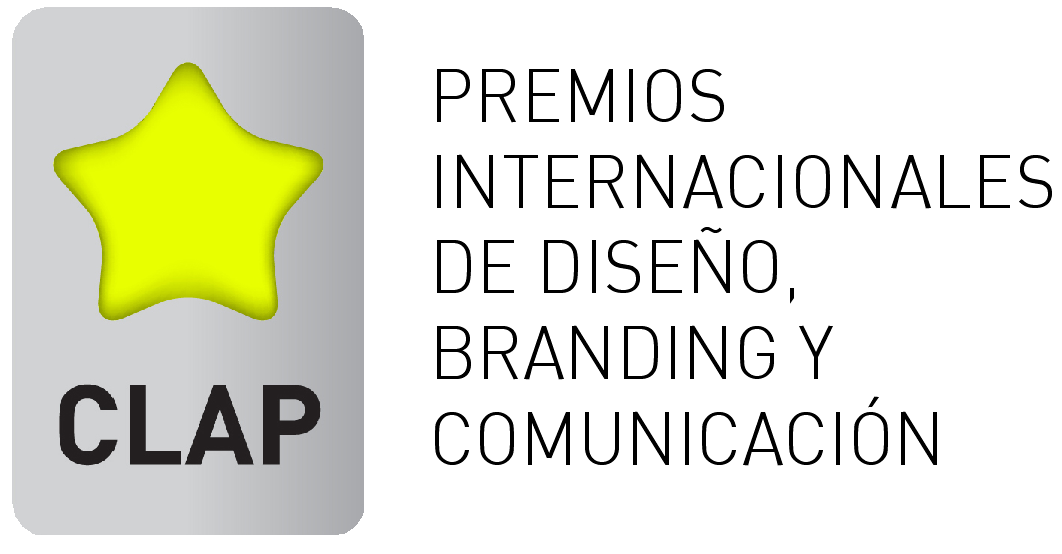 CLAP
PREMIOS
INTERNACIONALES
DE DISEÑO,
BRANDING Y
COMUNICACIÓN